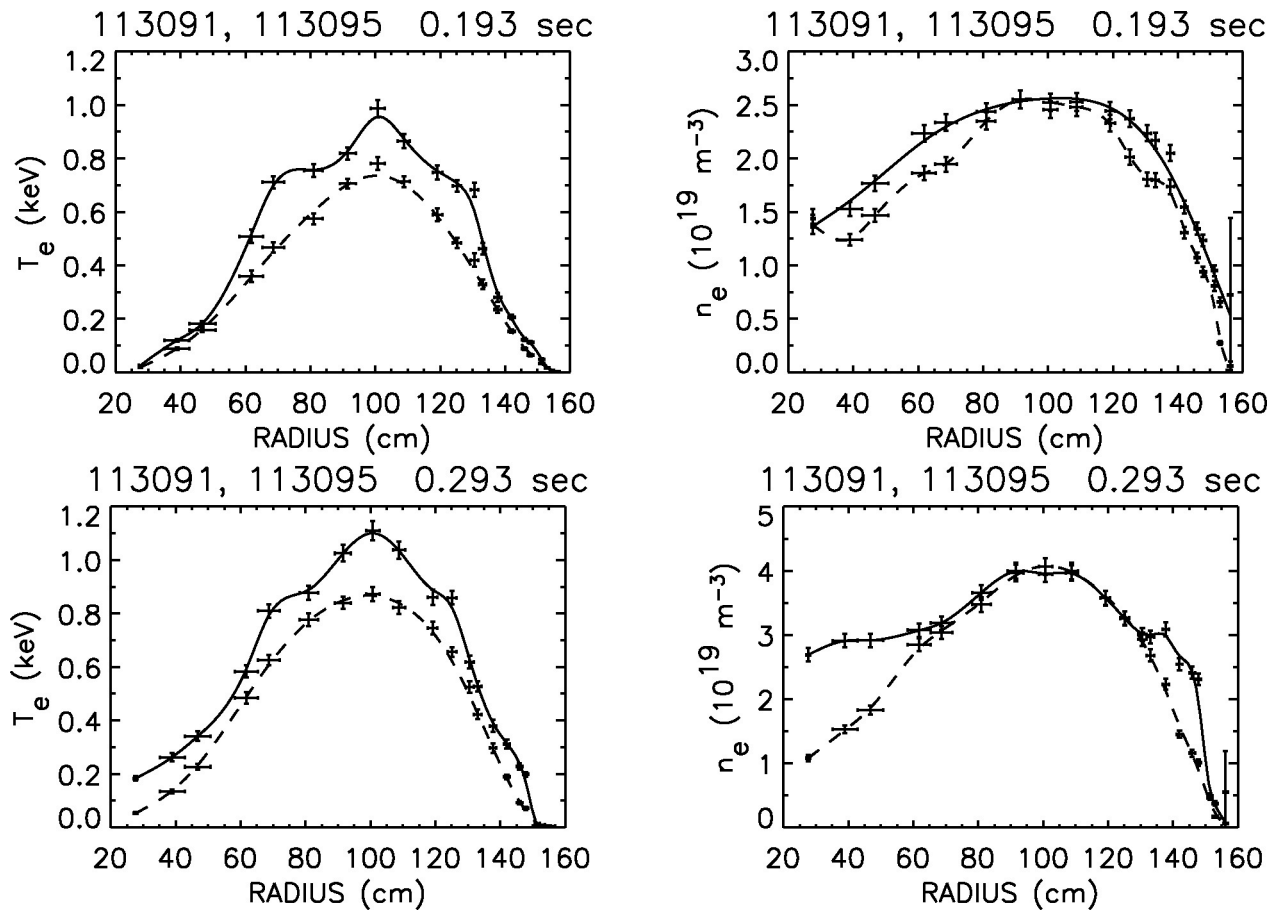 113091, 113095 0.193 sec
T_e (keV)
1.2
1.0
0.8
0.6
0.4
0.2
0.0
20 40 60 80 100 120 140 160
RADIUS (cm)
113091, 113095 0.193 sec
n_e (10^19 m^-3)
3.0
2.5
2.0
1.5
1.0
0.5
0.0
20 40 60 80 100 120 140 160
RADIUS (cm)
113091, 113095 0.293 sec
T_e (keV)
1.2
1.0
0.8
0.6
0.4
0.2
0.0
20 40 60 80 100 120 140 160
RADIUS (cm)
113091, 113095 0.293 sec
n_e (10^19 m^-3)
5
4
3
2
1
0
20 40 60 80 100 120 140 160
RADIUS (cm)